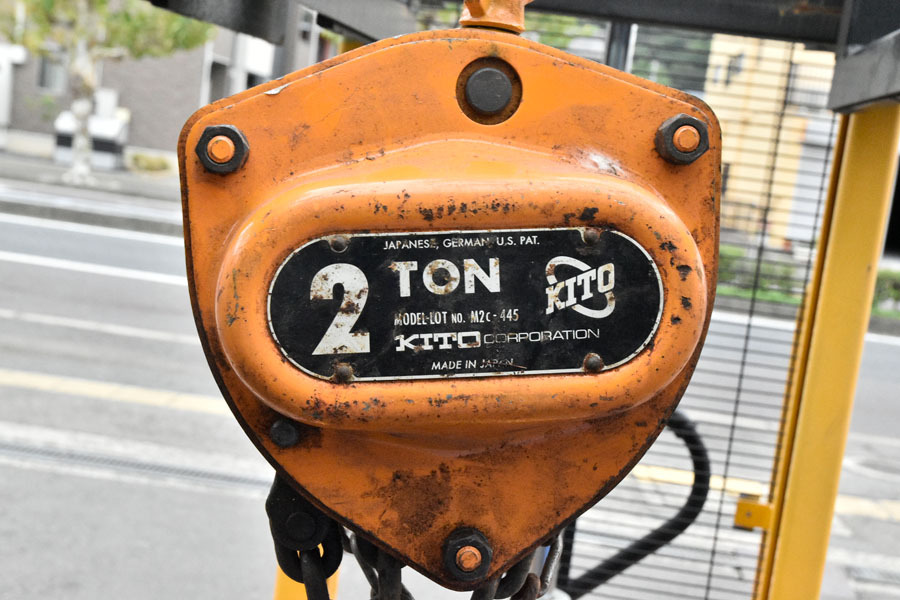 JAPANESE, GERMAN, U.S. PAT.
2 TON
KITO
MODEL-LOT NO. M2C-445
KITO CORPORATION
MADE IN JAPAN